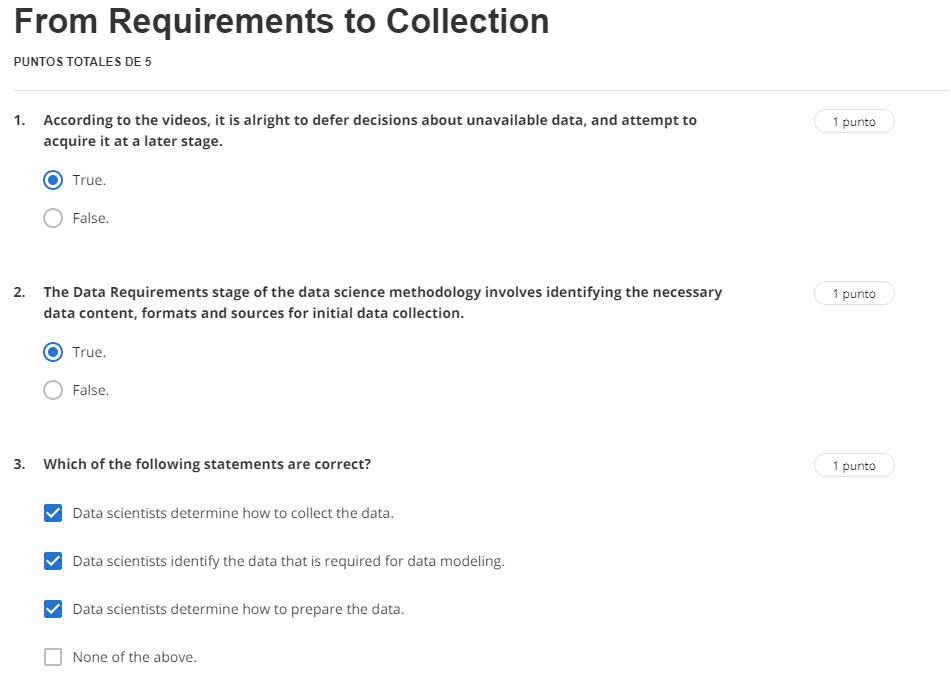 From Requirements to Collection
PUNTOS TOTALES DE 5
1. According to the videos, it is alright to defer decisions about unavailable data, and attempt to
acquire it at a later stage.
1 punto
True.
False.
2. The Data Requirements stage of the data science methodology involves identifying the necessary
data content, formats and sources for initial data collection.
1 punto
True.
False.
3. Which of the following statements are correct?
1 punto
Data scientists determine how to collect the data.
Data scientists identify the data that is required for data modeling.
Data scientists determine how to prepare the data.
None of the above.